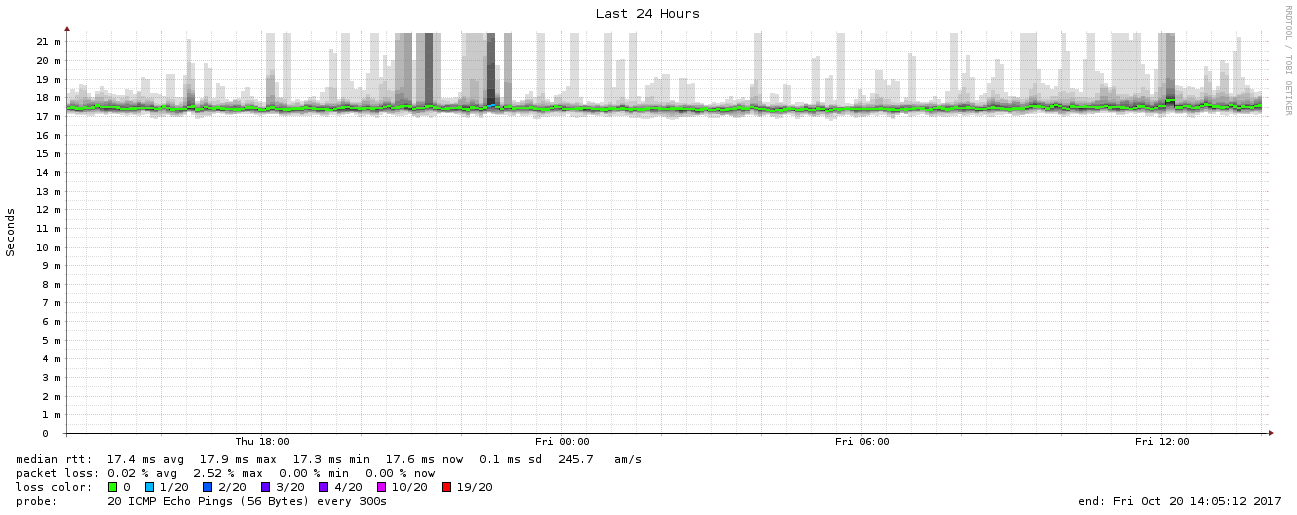 Last 24 Hours
RRDTOOL / TOBI OETIKER
Seconds
21 m
20 m
19 m
18 m
17 m
16 m
15 m
14 m
13 m
12 m
11 m
10 m
9 m
8 m
7 m
6 m
5 m
4 m
3 m
2 m
1 m
0
Thu 18:00 Fri 00:00 Fri 06:00 Fri 12:00
median rtt: 17.4 ms avg 17.9 ms max 17.3 ms min 17.6 ms now 0.1 ms sd 245.7 am/s
packet loss: 0.02 % avg 2.52 % max 0.00 % min 0.00 % now
loss color: 0 1/20 2/20 3/20 4/20 10/20 19/20
probe: 20 ICMP Echo Pings (56 Bytes) every 300s end: Fri Oct 20 14:05:12 2017